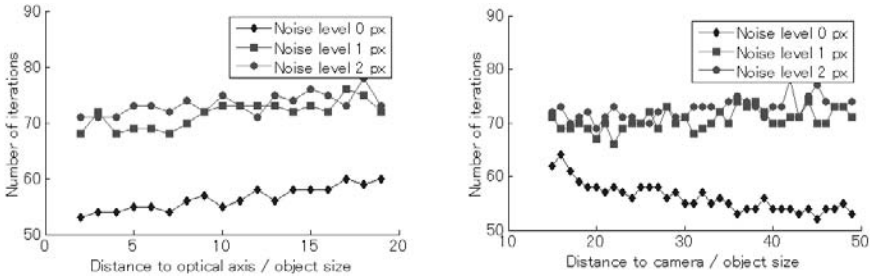 90
80
70
60
50
Number of iterations
Noise level 0 px
Noise level 1 px
Noise level 2 px
0
5
10
15
20
Distance to optical axis / object size
90
80
70
60
50
Number of iterations
Noise level 0 px
Noise level 1 px
Noise level 2 px
10
20
30
40
50
Distance to camera / object size